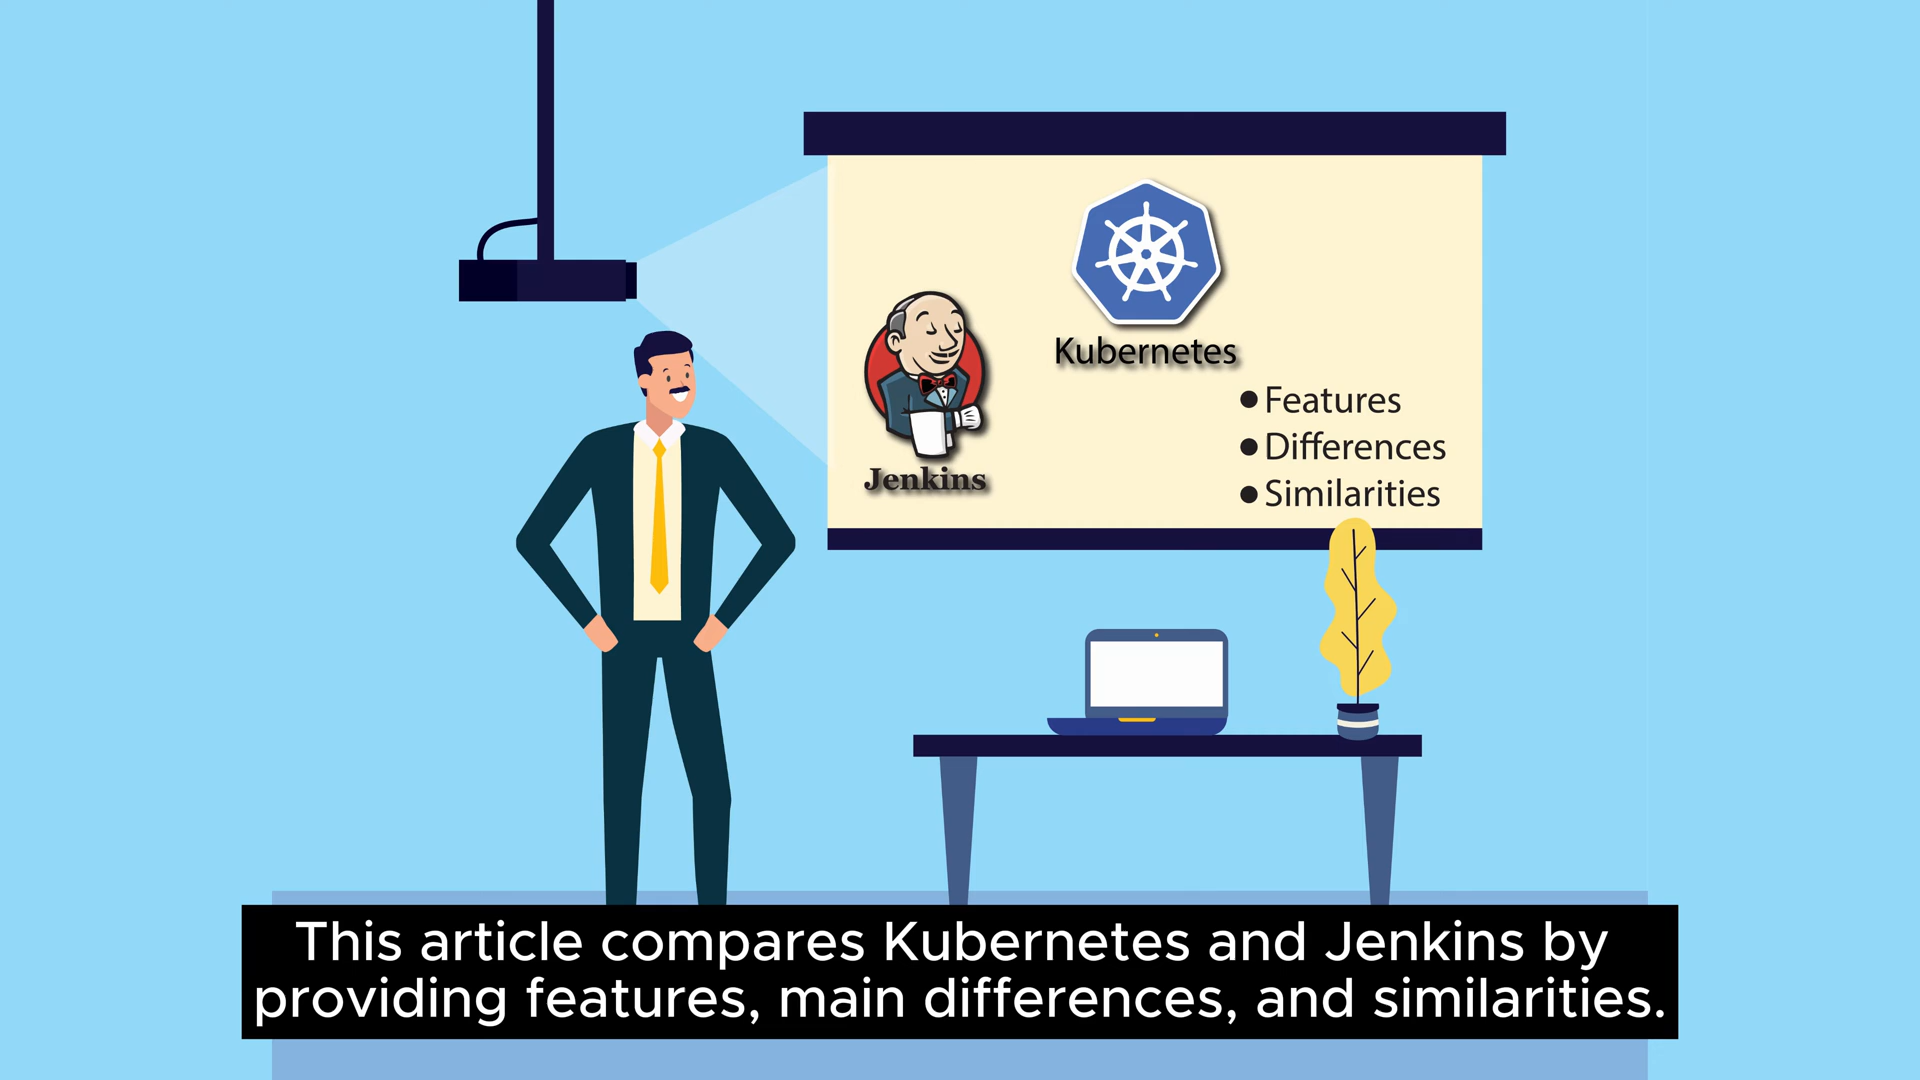 Kubernetes
Jenkins
• Features
• Differences
• Similarities
This article compares Kubernetes and Jenkins by
providing features, main differences, and similarities.